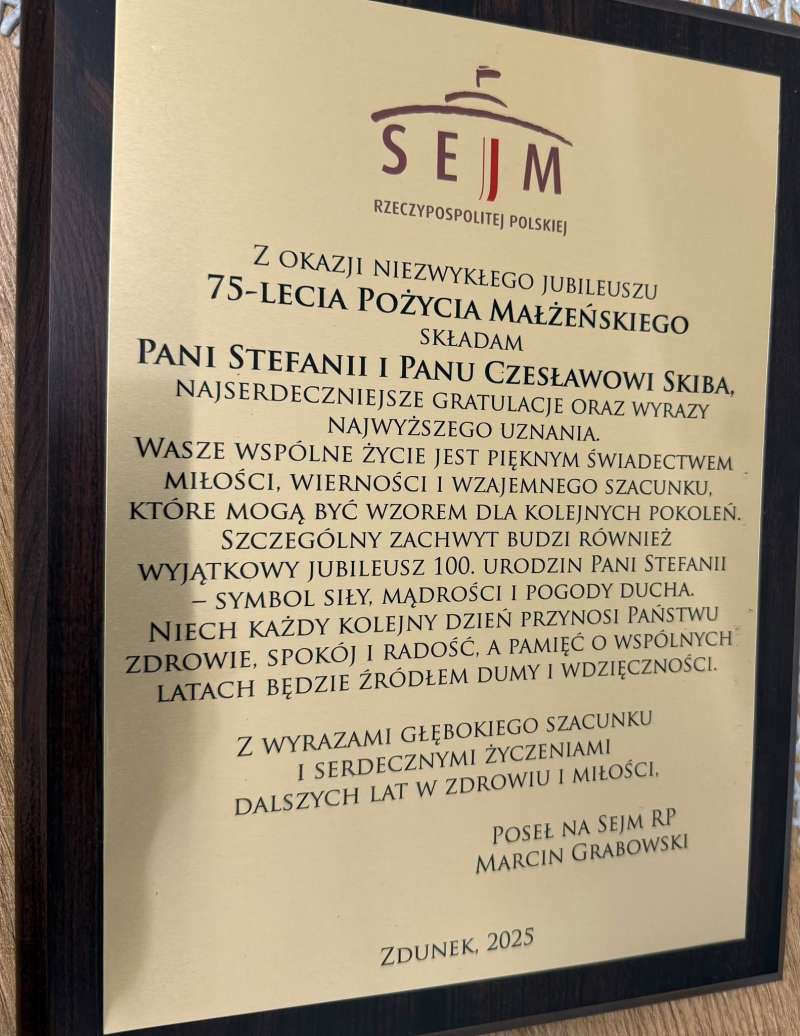 SEJM
RZECZYPOSPOLITEJ POLSKIEJ
Z OKAZJI NIEZWYKŁEGO JUBILEUSZU
75-LECIA POŻYCIA MAŁŻEŃSKIEGO
SKŁADAM
PANI STEFANII I PANU CZESŁAWOWI SKIBA,
NAJSERDECZNIEJSZE GRATULACJE ORAZ WYRAZY
NAJWYŻSZEGO UZNANIA.
WASZE WSPÓLNE ŻYCIE JEST PIĘKNYM ŚWIADECTWEM
MIŁOŚCI, WIERNOŚCI I WZAJEMNEGO SZACUNKU,
KTÓRE MOGĄ BYĆ WZOREM DLA KOLEJNYCH POKOLEŃ.
SZCZEGÓLNY ZACHWYT BUDZI RÓWNIEŻ
WYJĄTKOWY JUBILEUSZ 100. URODZIN PANI STEFANII
– SYMBOL SIŁY, MĄDROŚCI I POGODY DUCHA.
NIECH KAŻDY KOLEJNY DZIEŃ PRZYNOSI PAŃSTWU
ZDROWIE, SPOKÓJ I RADOŚĆ, A PAMIĘĆ O WSPÓLNYCH
LATACH BĘDZIE ŹRÓDŁEM DUMY I WDZIĘCZNOŚCI.
Z WYRAZAMI GŁĘBOKIEGO SZACUNKU
I SERDECZNYMI ŻYCZENIAMI
DALSZYCH LAT W ZDROWIU I MIŁOŚCI,
POSEŁ NA SEJM RP
MARCIN GRABOWSKI
ZDUNEK, 2025